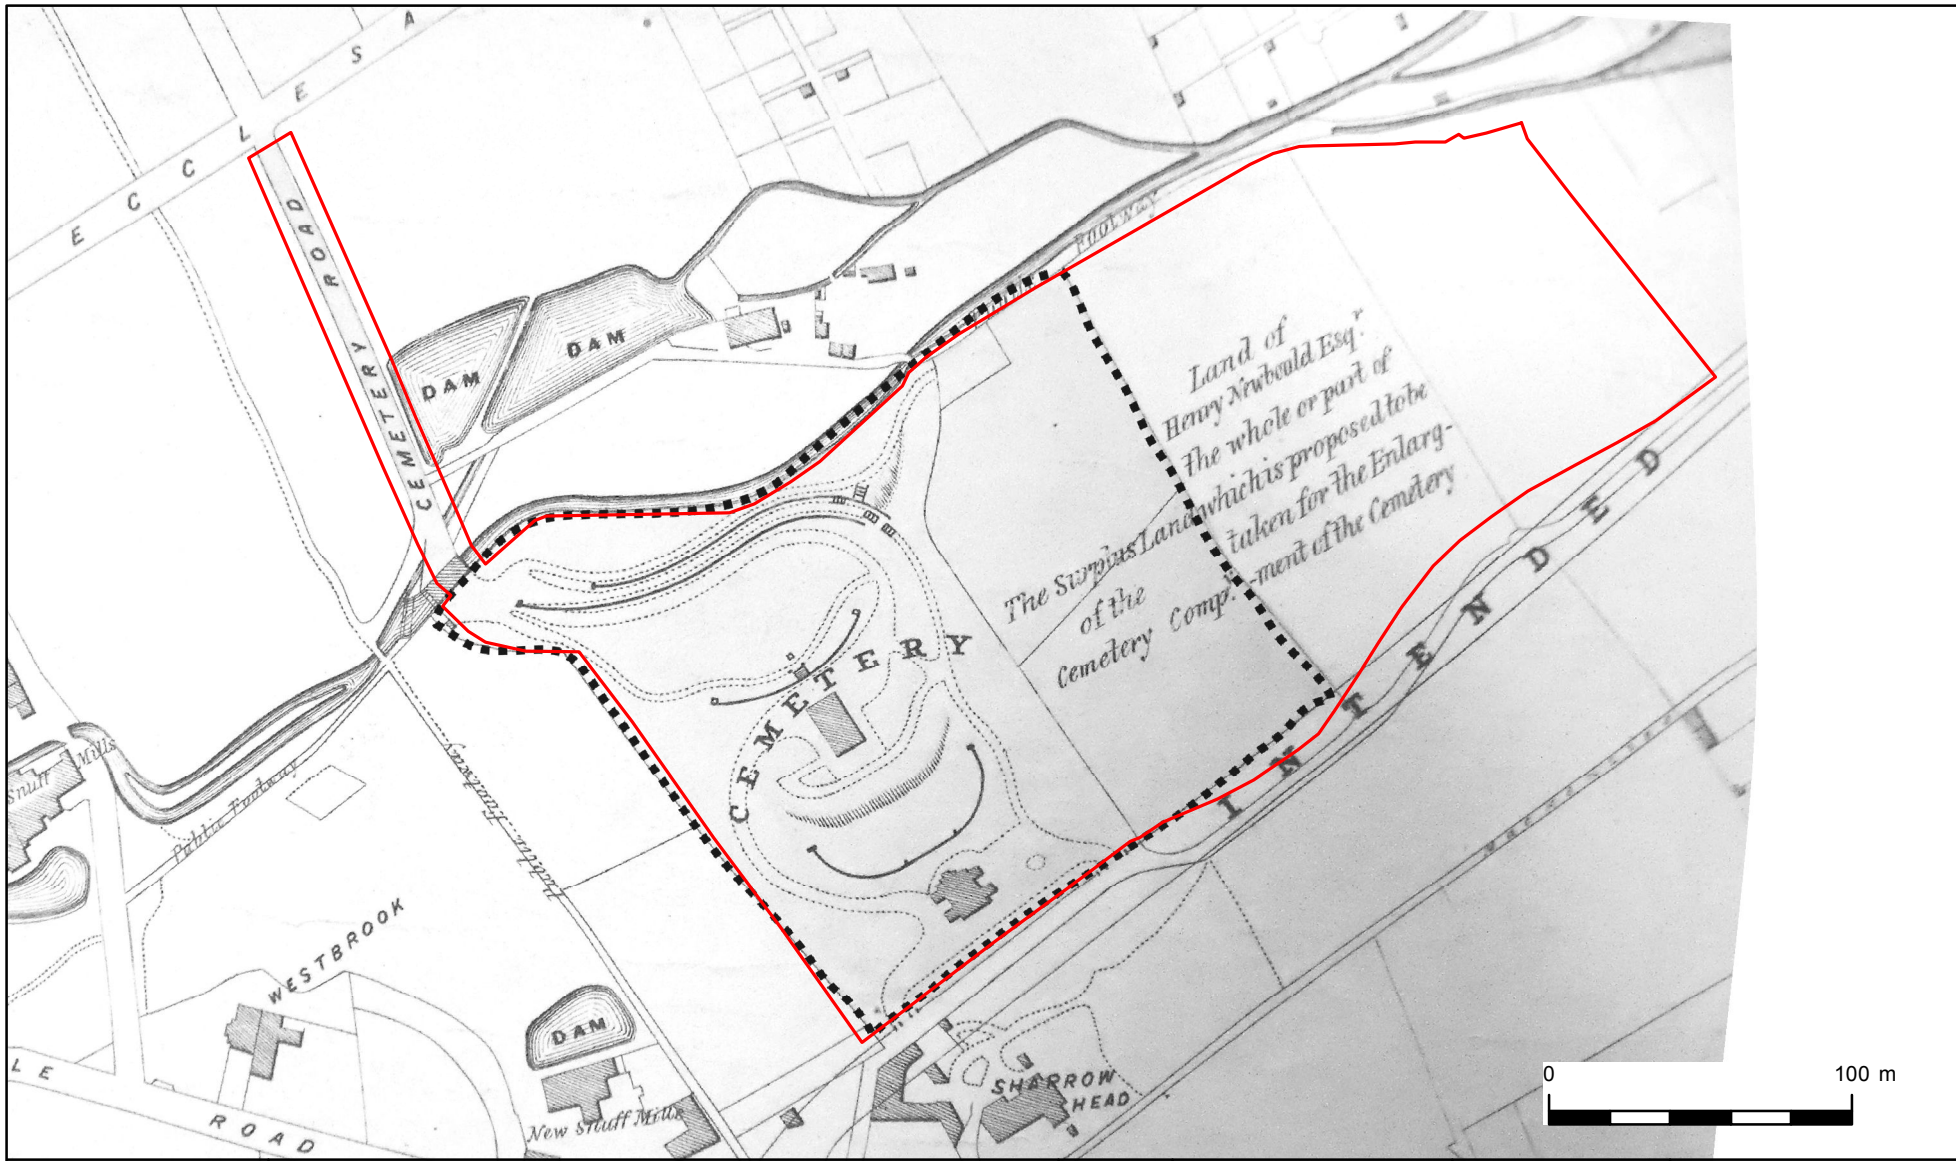 ECCLESA
CEMETERY ROAD
DAM
DAM
Footway
Land of
Henry Newbould Esqr.
the whole or part of
which is proposed to be
taken for the Enlarg-
-ment of the Cemetery
The Surplus Land
of the
Cemetery Compy.
CEMETERY
INTENDED
Snuff Mills
Public Footway
Public Footway
WESTBROOK
LE ROAD
DAM
New Snuff Mills
SHARROW
HEAD
0 100 m